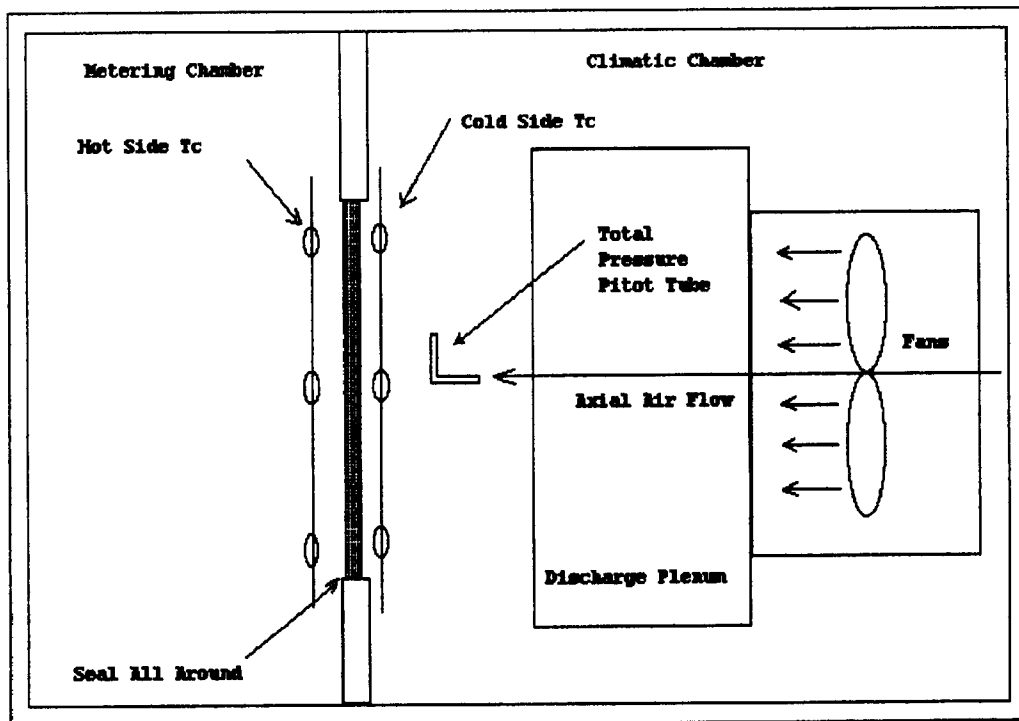 Metering Chamber
Climatic Chamber
Hot Side Tc
Cold Side Tc
Total
Pressure
Pitot Tube
Fans
Axial Air Flow
Discharge Plenum
Seal All Around